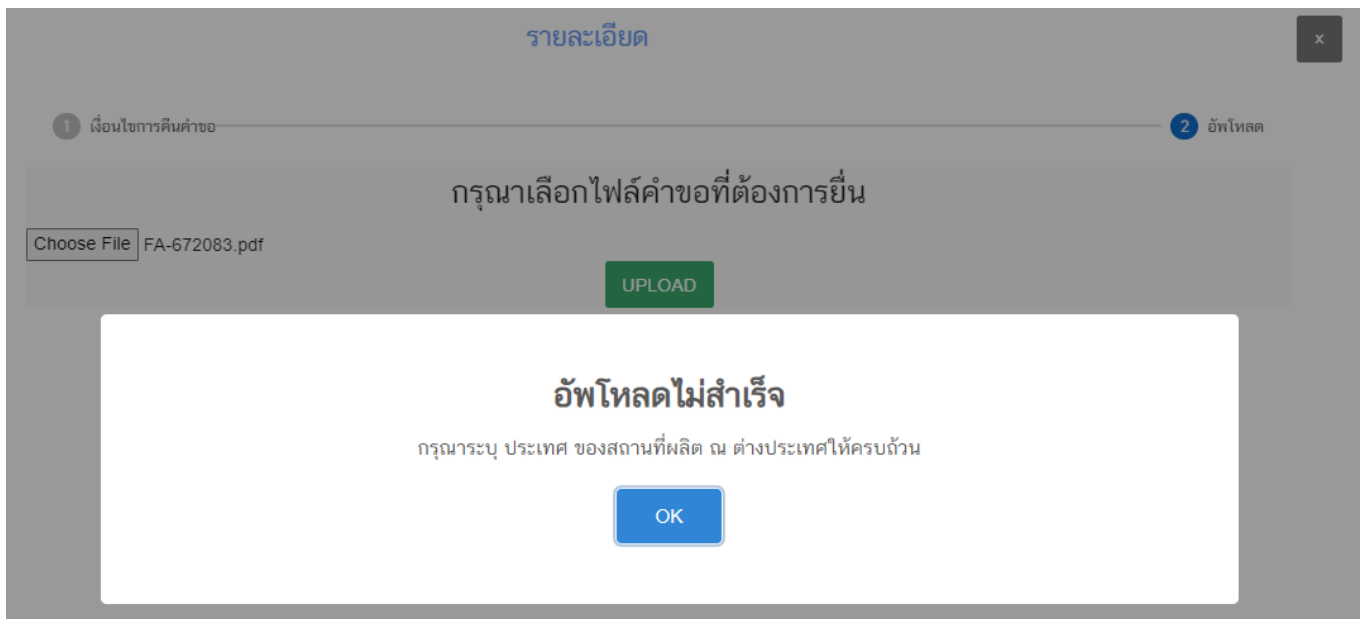 รายละเอียด
x
1 เงื่อนไขการคืนคำขอ
2 อัพโหลด
กรุณาเลือกไฟล์คำขอที่ต้องการยื่น
Choose File FA-672083.pdf
UPLOAD
อัพโหลดไม่สำเร็จ
กรุณาระบุ ประเทศ ของสถานที่ผลิต ณ ต่างประเทศให้ครบถ้วน
OK